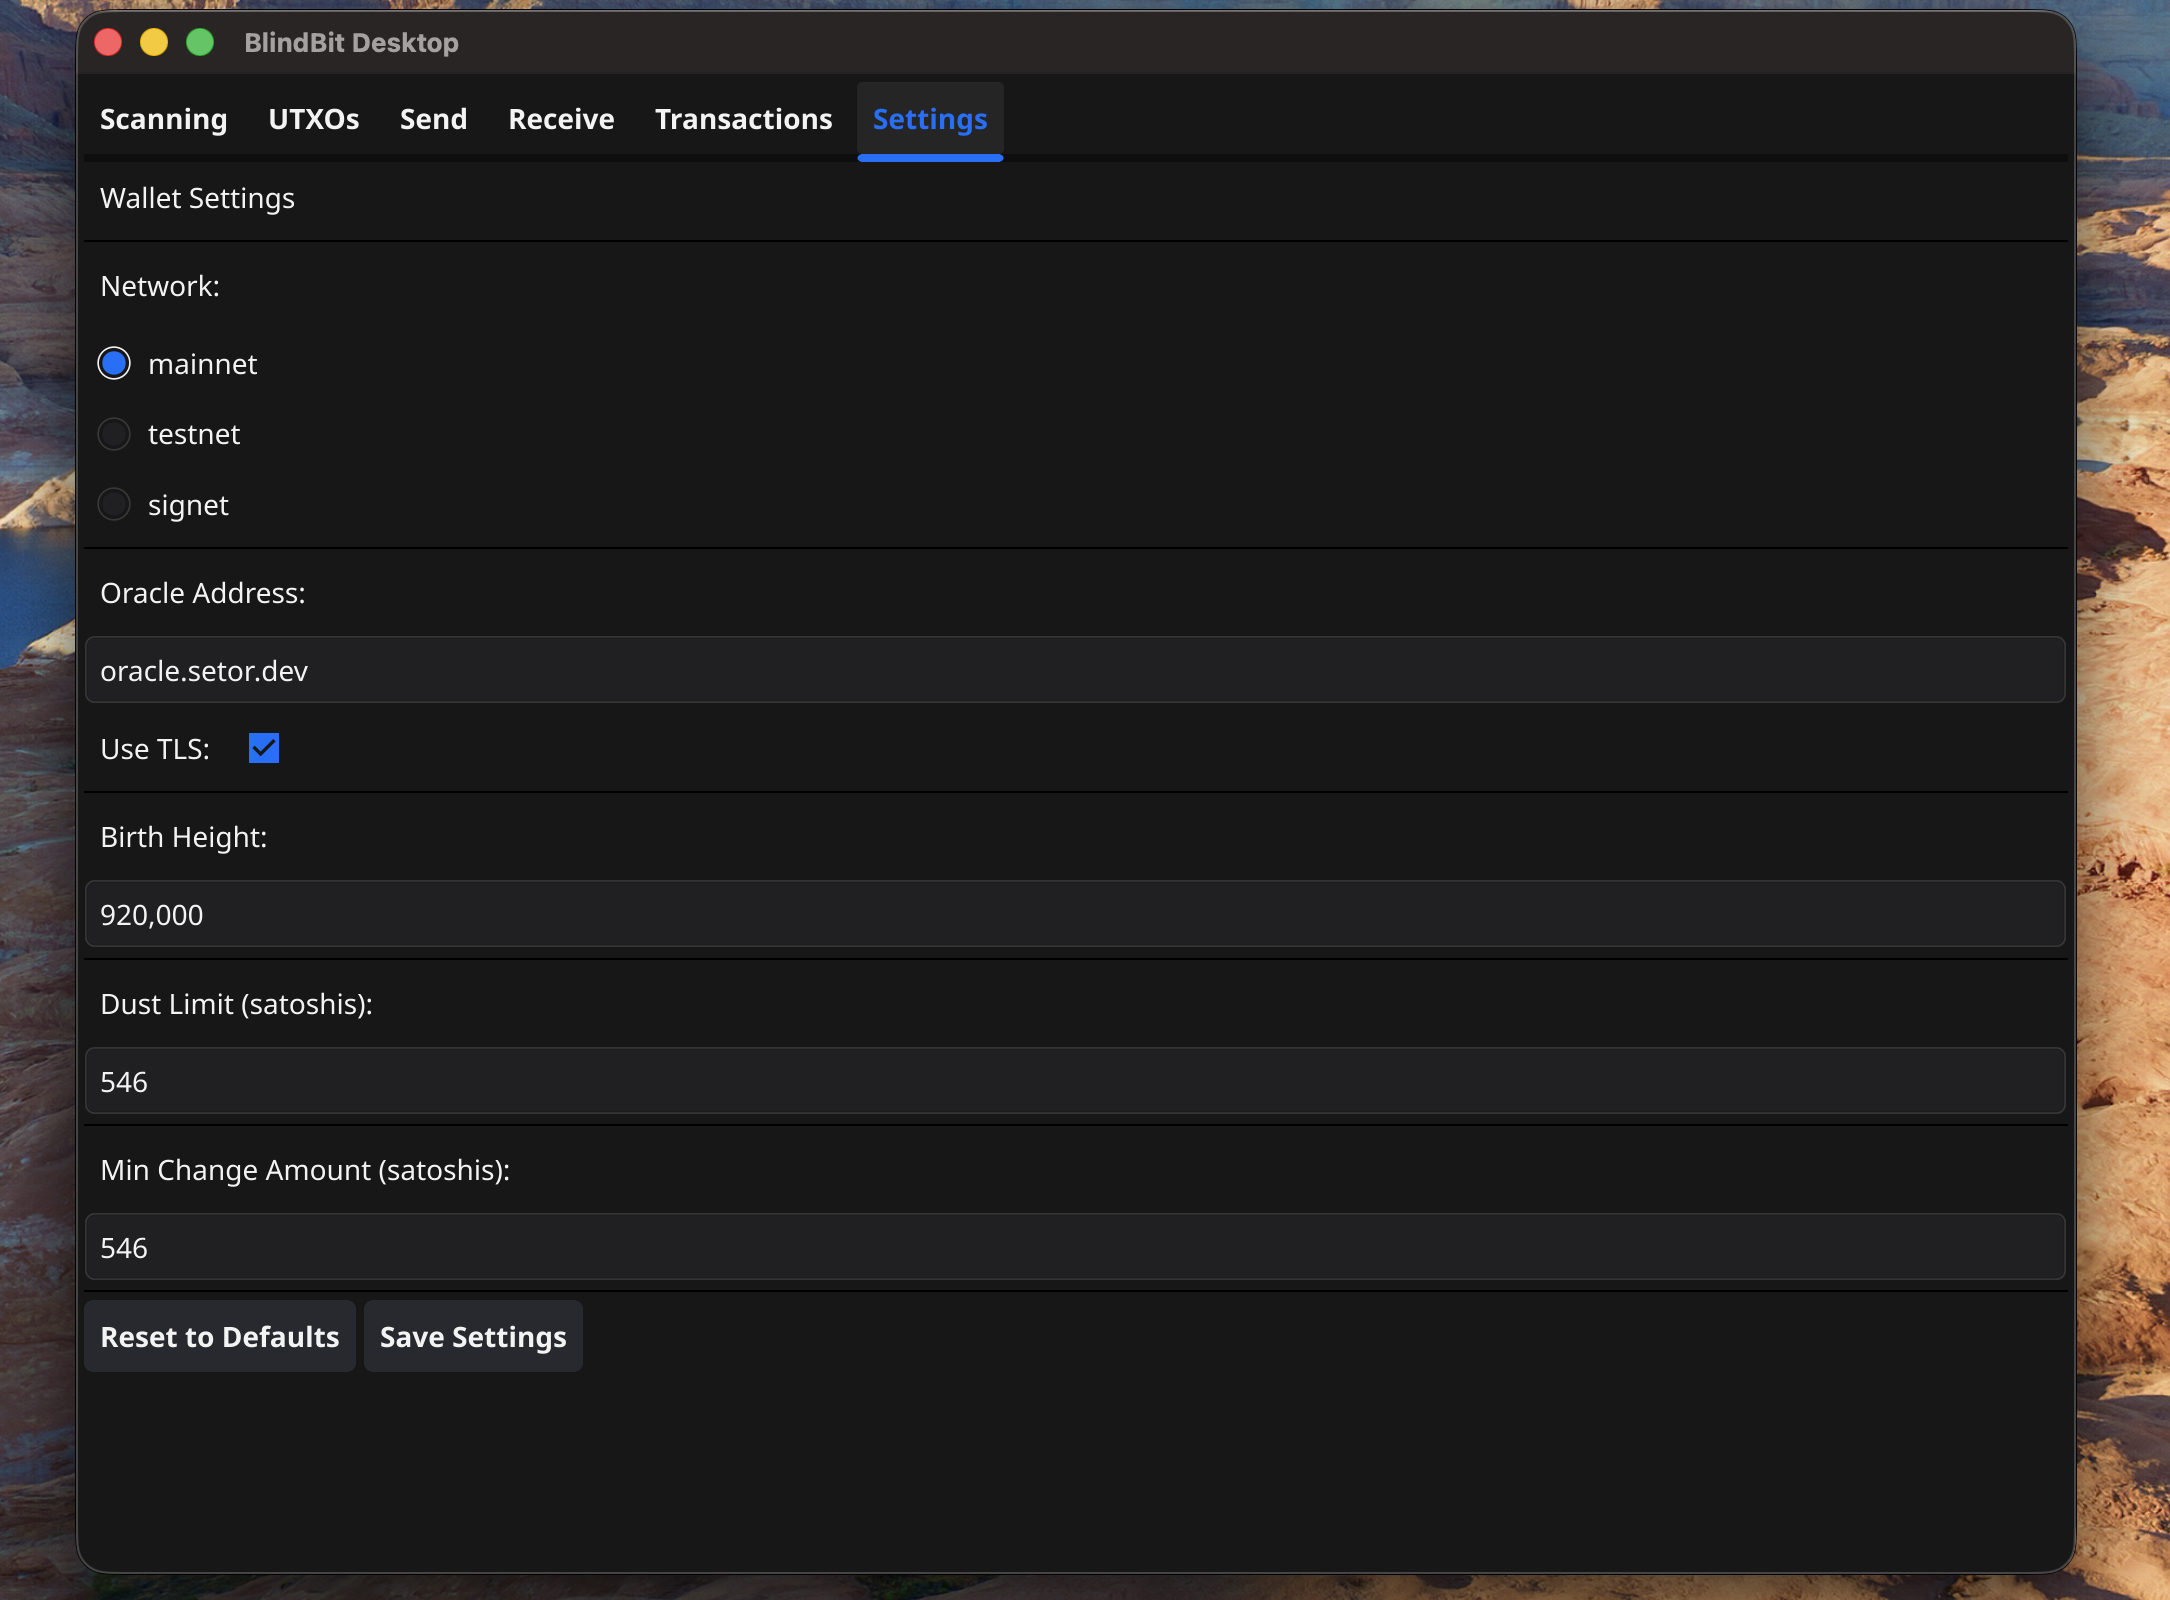 BlindBit Desktop
Scanning UTXOs Send Receive Transactions Settings
Wallet Settings
Network:
mainnet
testnet
signet
Oracle Address:
oracle.setor.dev
Use TLS:
Birth Height:
920,000
Dust Limit (satoshis):
546
Min Change Amount (satoshis):
546
Reset to Defaults Save Settings